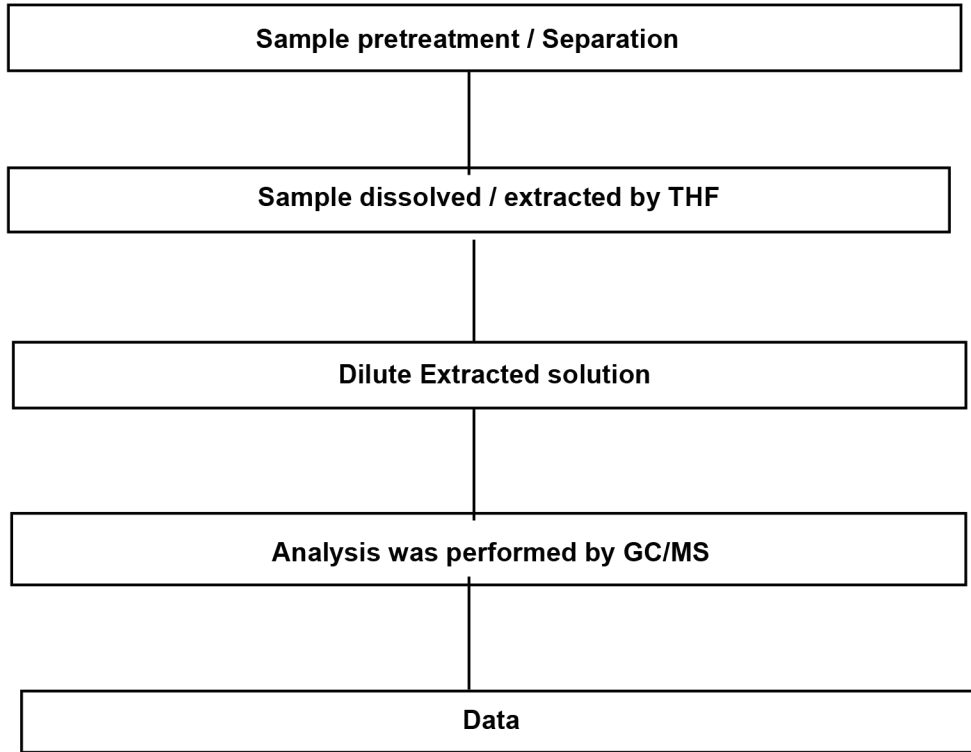 Sample pretreatment / Separation
Sample dissolved / extracted by THF
Dilute Extracted solution
Analysis was performed by GC/MS
Data